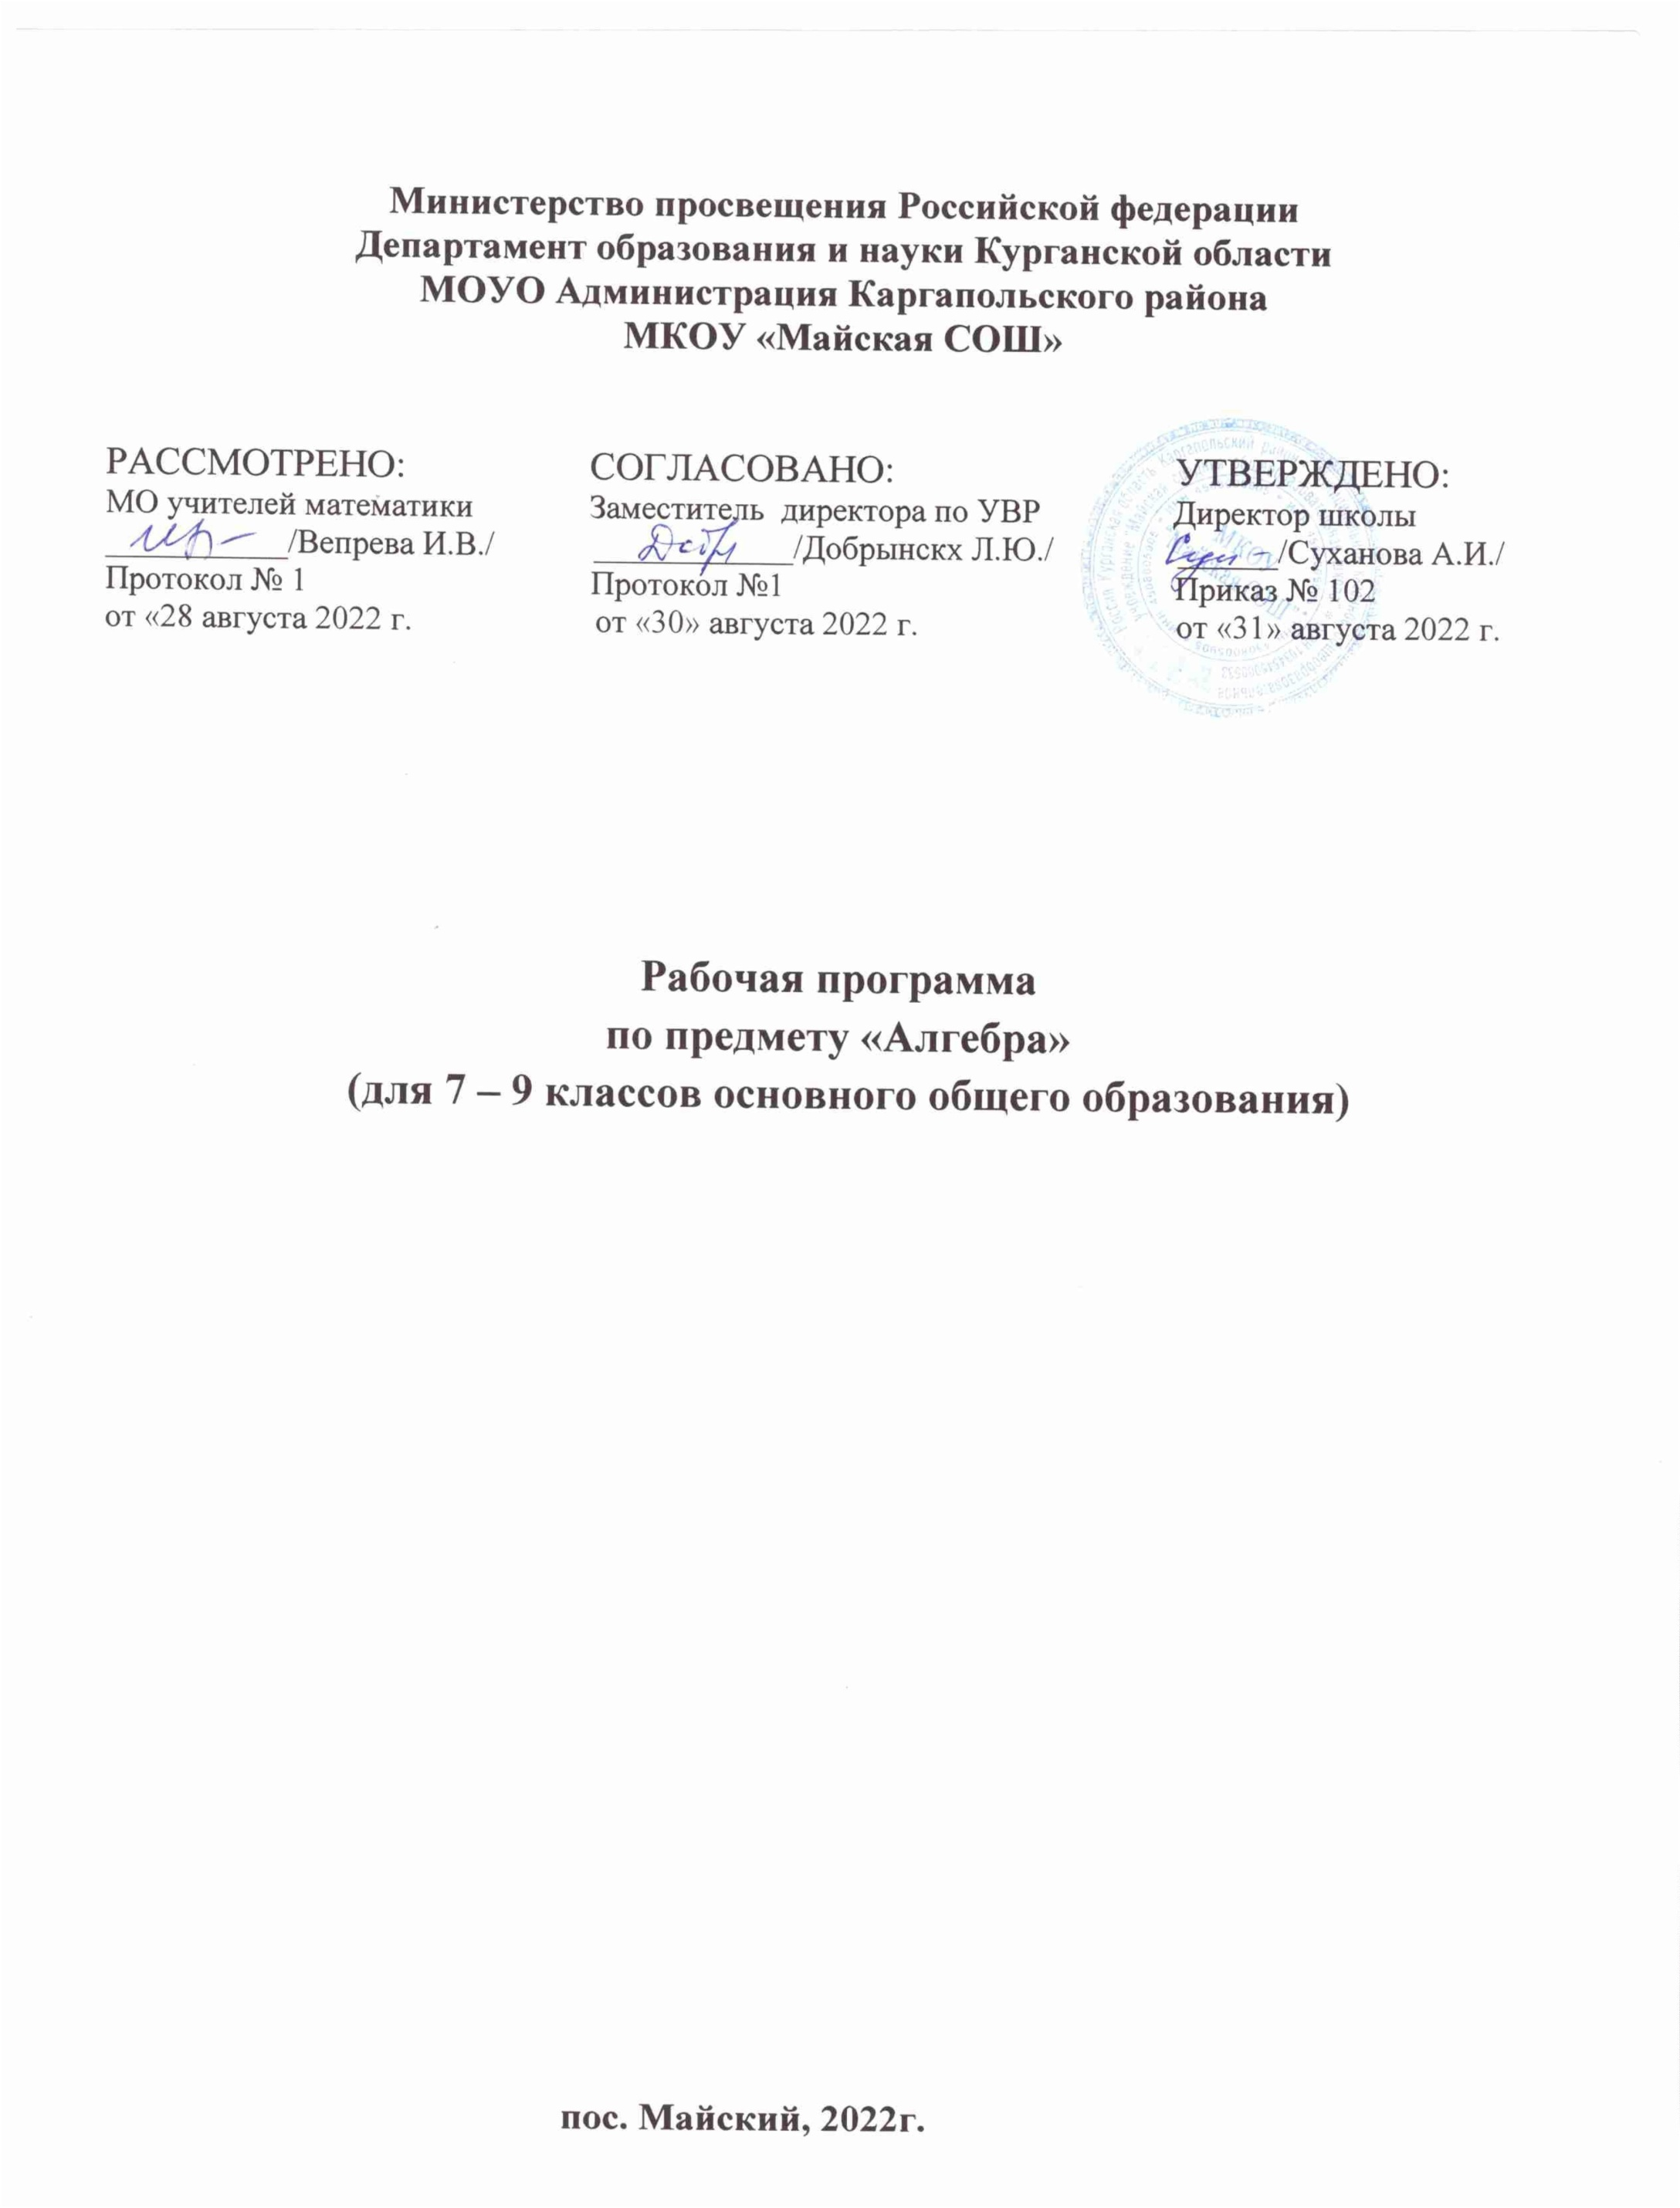 Министерство просвещения Российской федерации
Департамент образования и науки Курганской области
МОУО Администрация Каргапольского района
МКОУ «Майская СОШ»
РАССМОТРЕНО:
МО учителей математики
/Вепрева И.В./
Протокол № 1
от «28 августа 2022 г.
СОГЛАСОВАНО:
Заместитель директора по УВР
/Добрынскх Л.Ю./
Протокол №1
от «30» августа 2022 г.
УТВЕРЖДЕНО:
Директор школы
/Суханова А.И./
Приказ № 102
от «31» августа 2022 г.
Рабочая программа
по предмету «Алгебра»
(для 7 – 9 классов основного общего образования)
пос. Майский, 2022г.